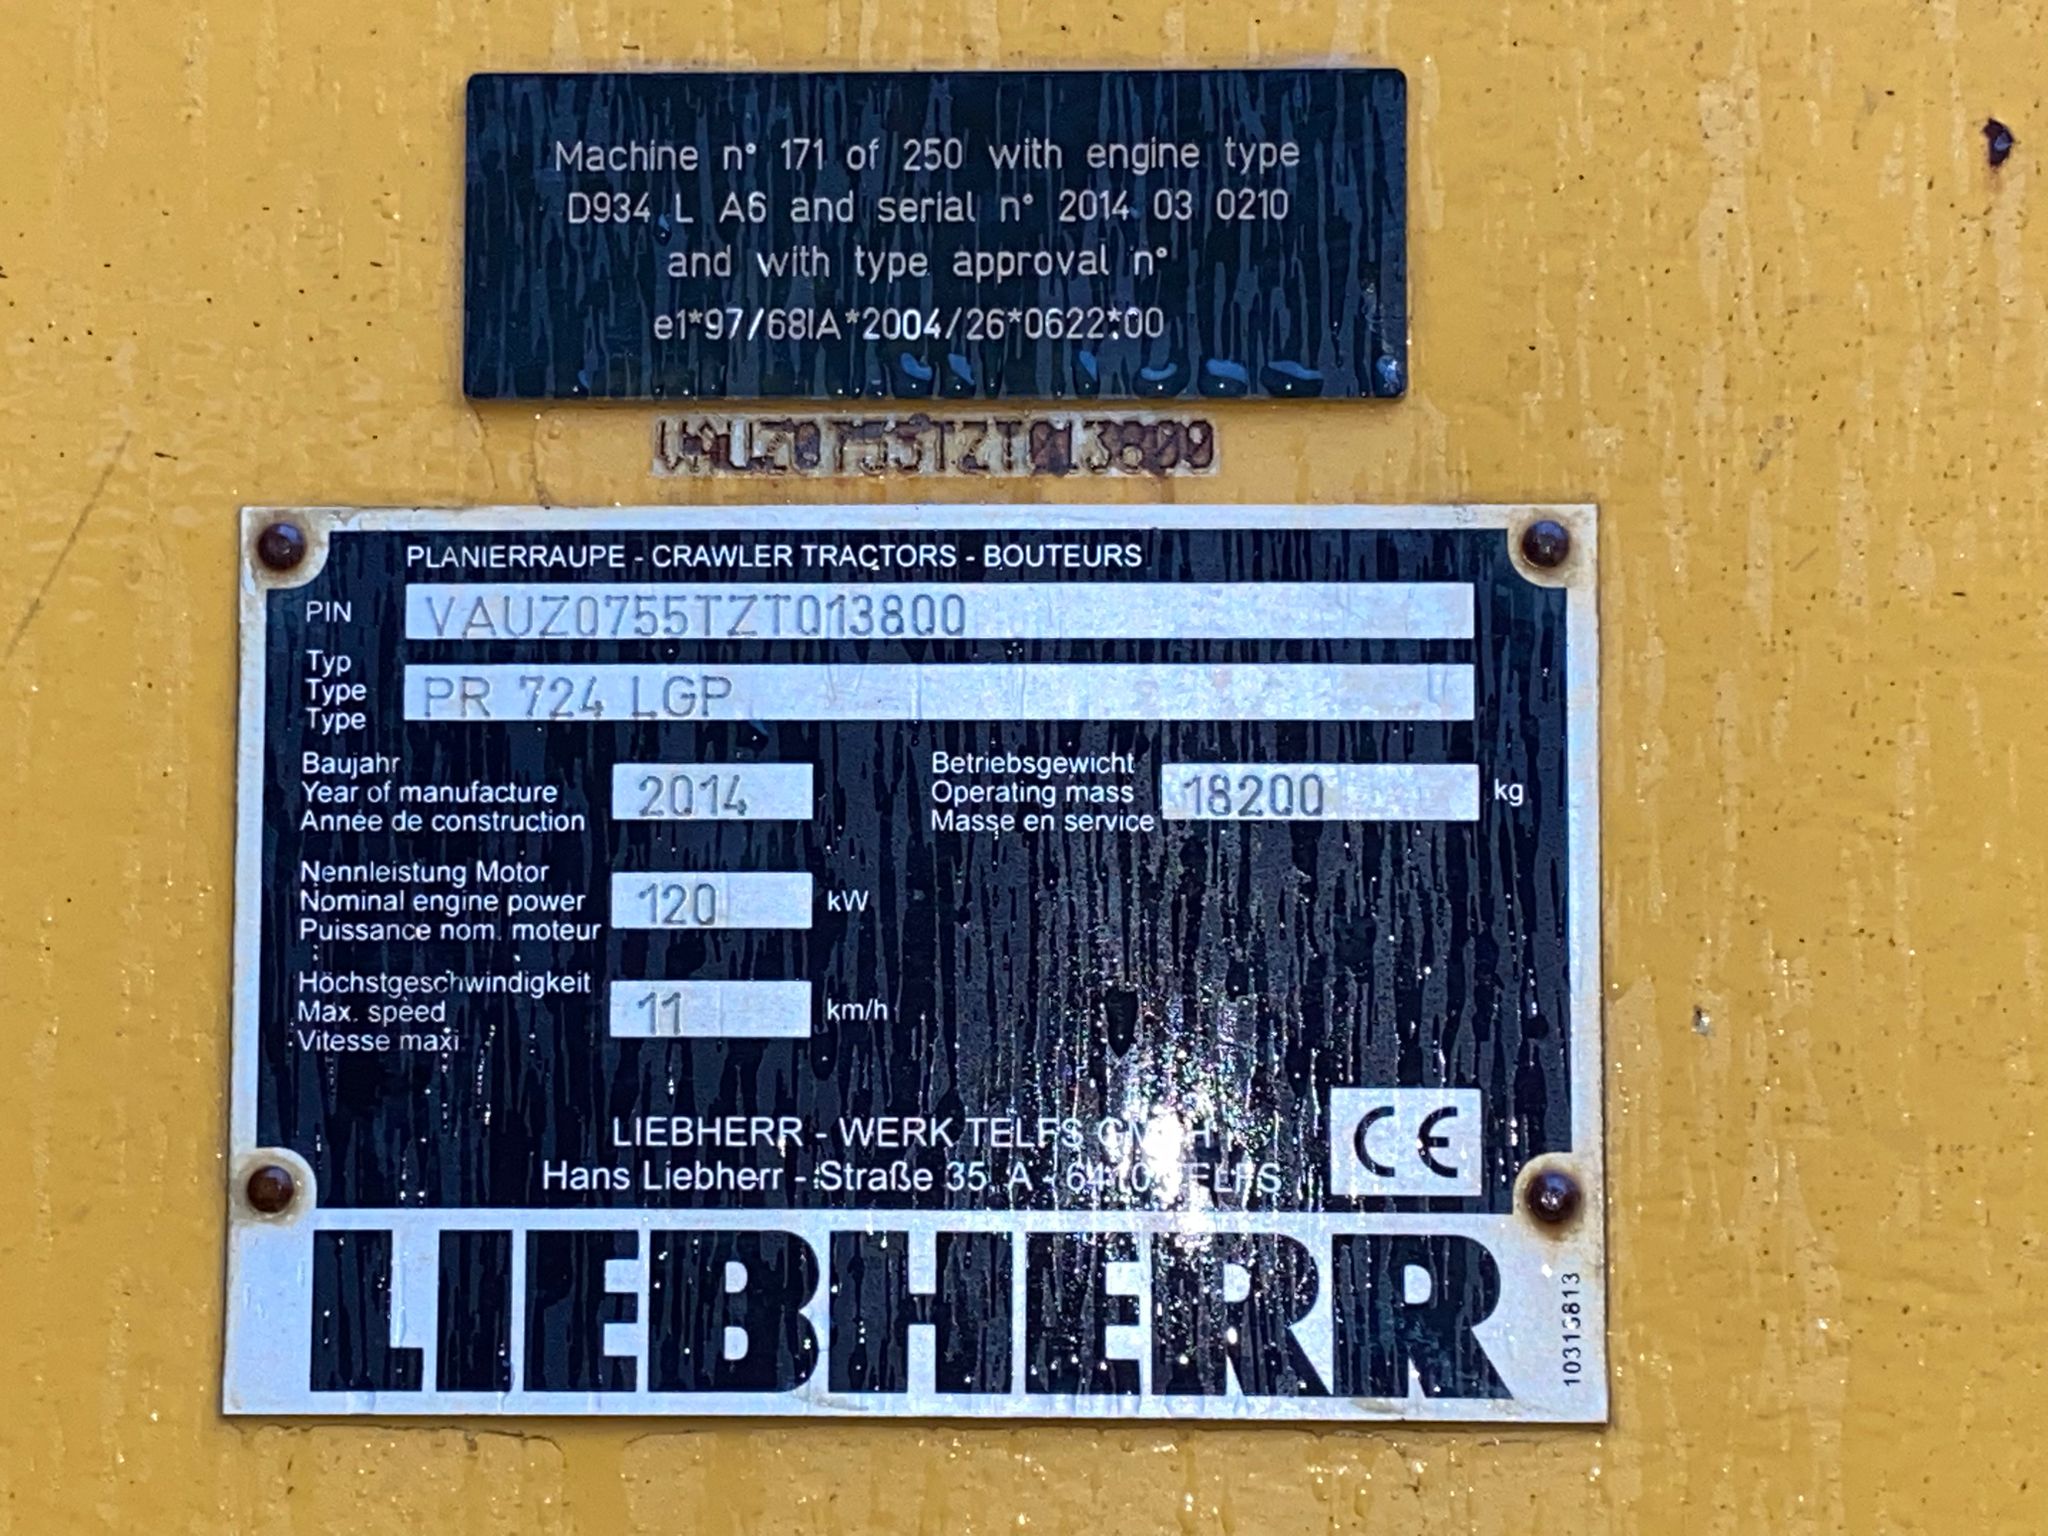 Machine n° 171 of 250 with engine type
D934 L A6 and serial n° 2014 03 0210
and with type approval n°
e1*97/68IA*2004/26*0622*00
VAUZ0755TZT013800
PLANIERRAUPE - CRAWLER TRACTORS - BOUTEURS
PIN VAUZ0755TZT013800
Typ
Type PR 724 LGP
Type
Baujahr
Year of manufacture 2014
Année de construction
Betriebsgewicht
Operating mass 18200 kg
Masse en service
Nennleistung Motor
Nominal engine power 120 kW
Puissance nom. moteur
Höchstgeschwindigkeit
Max. speed 11 km/h
Vitesse maxi.
LIEBHERR - WERK TELFS GMBH
Hans Liebherr - Straße 35, A - 6410 TELFS
CE
LIEBHERR